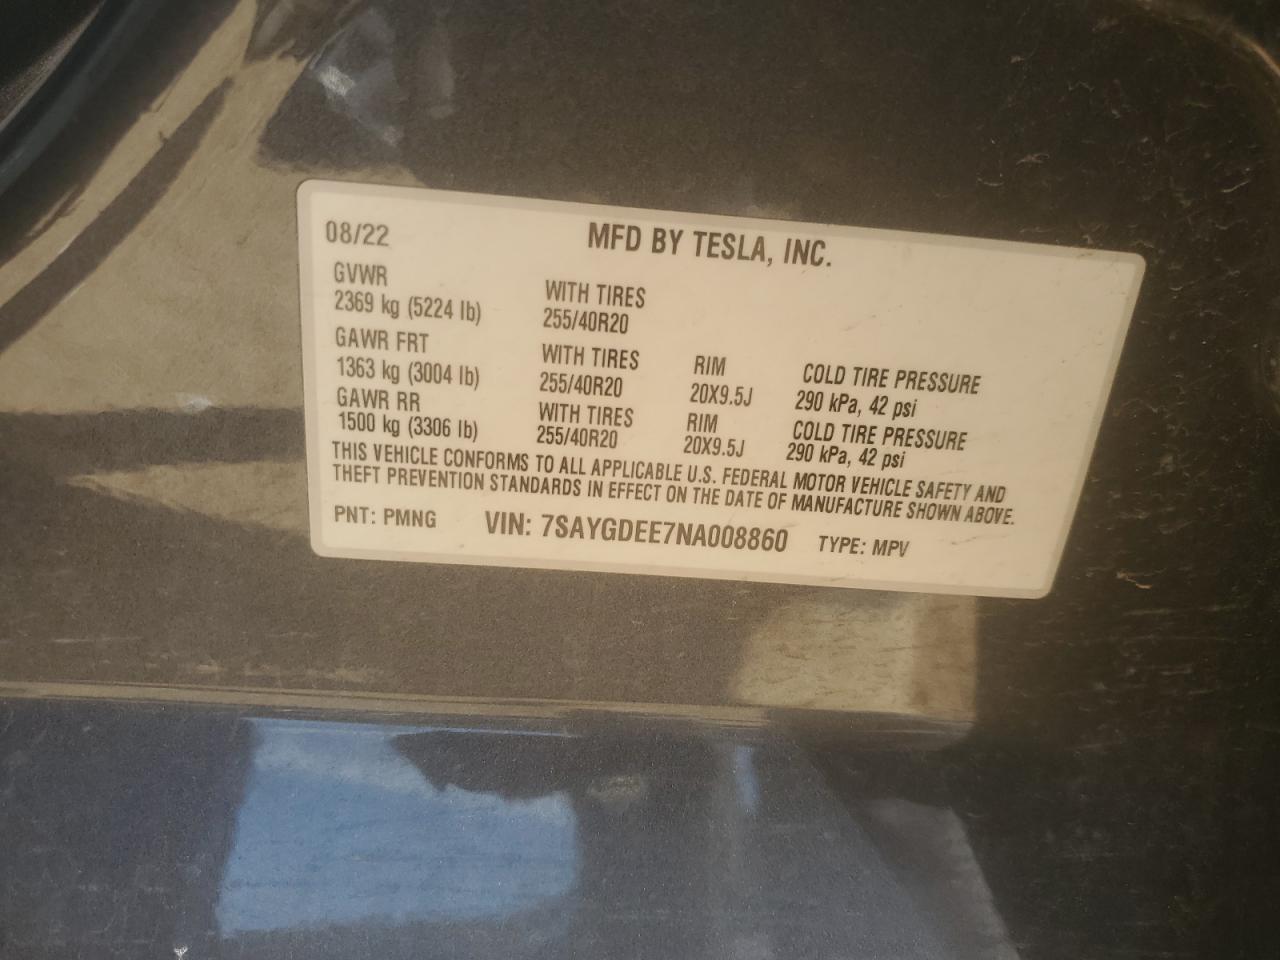 08/22 MFD BY TESLA, INC.
GVWR
2369 kg (5224 lb)
WITH TIRES
255/40R20
GAWR FRT
1363 kg (3004 lb)
WITH TIRES
255/40R20
RIM
20X9.5J
COLD TIRE PRESSURE
290 kPa, 42 psi
GAWR RR
1500 kg (3306 lb)
WITH TIRES
255/40R20
RIM
20X9.5J
COLD TIRE PRESSURE
290 kPa, 42 psi
THIS VEHICLE CONFORMS TO ALL APPLICABLE U.S. FEDERAL MOTOR VEHICLE SAFETY AND
THEFT PREVENTION STANDARDS IN EFFECT ON THE DATE OF MANUFACTURE SHOWN ABOVE.
PNT: PMNG VIN: 7SAYGDEE7NA008860 TYPE: MPV